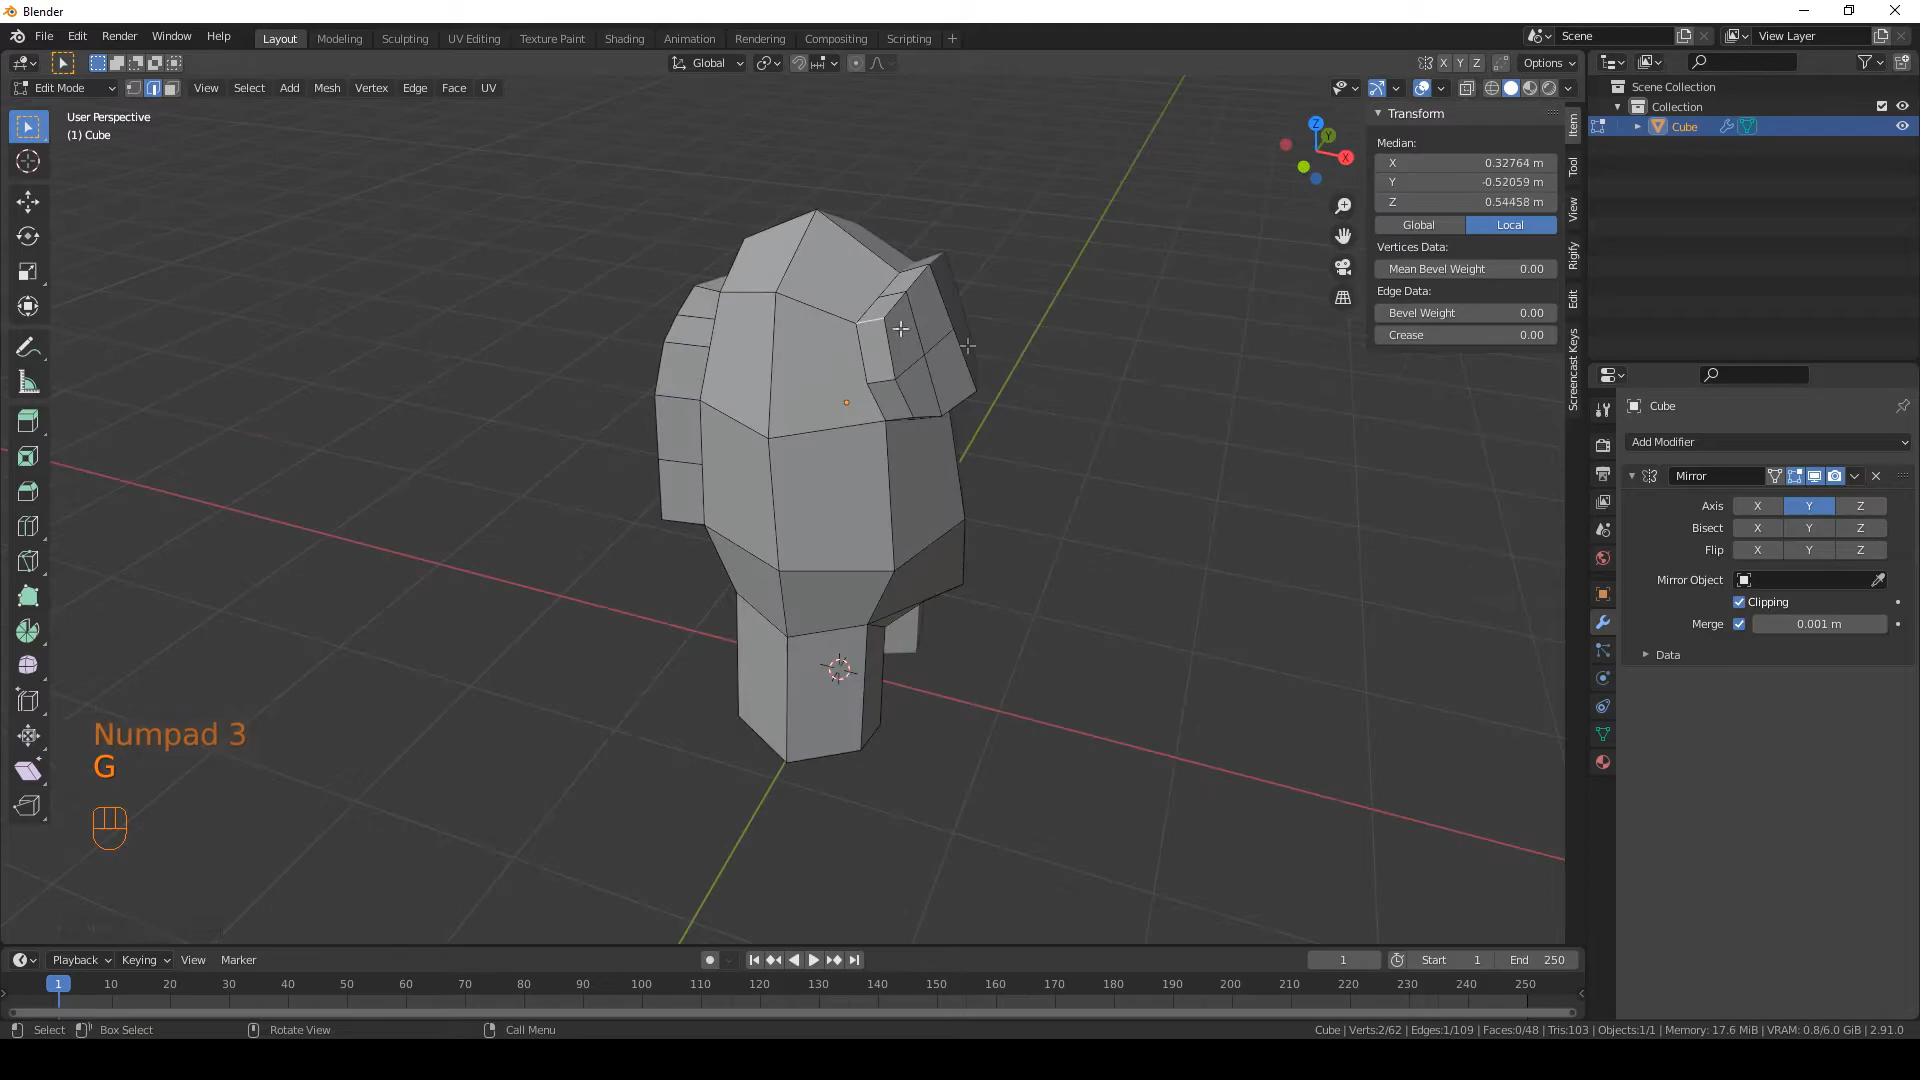 Blender
File Edit Render Window Help
Layout Modeling Sculpting UV Editing Texture Paint Shading Animation Rendering Compositing Scripting +
Scene
View Layer
Global
X Y Z
Options
Edit Mode
View Select Add Mesh Vertex Edge Face UV
User Perspective
(1) Cube
Z
Y
X
Transform
Median:
X 0.32764 m
Y -0.52059 m
Z 0.54458 m
Global Local
Vertices Data:
Mean Bevel Weight 0.00
Edge Data:
Bevel Weight 0.00
Crease 0.00
Item
Tool
View
Rigify
Edit
Screencast Keys
Scene Collection
Collection
Cube
Cube
Add Modifier
Mirror
Axis X Y Z
Bisect X Y Z
Flip X Y Z
Mirror Object
Clipping
Merge 0.001 m
Data
Numpad 3
G
Playback Keying View Marker
1
Start 1
End 250
1 10 20 30 40 50 60 70 80 90 100 110 120 130 140 150 160 170 180 190 200 210 220 230 240 250
Select Box Select Rotate View Call Menu
Cube | Verts:2/62 | Edges:1/109 | Faces:0/48 | Tris:103 | Objects:1/1 | Memory: 17.6 MiB | VRAM: 0.8/6.0 GiB | 2.91.0